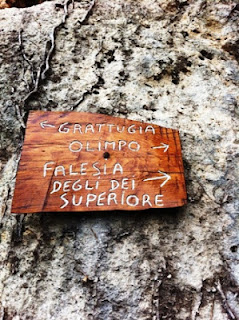 ← GRATTUGIA
OLIMPO →
FALESIA
DEGLI DEI →
SUPERIORE